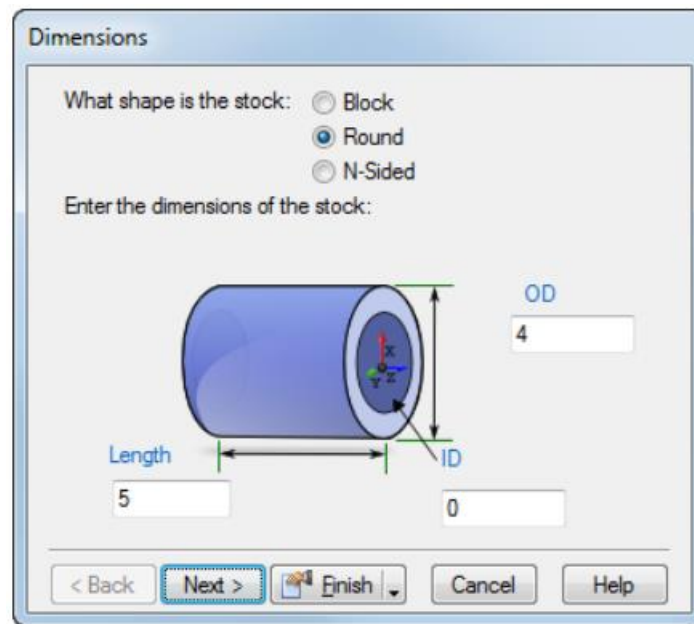 Dimensions
What shape is the stock:
Block
Round
N-Sided
Enter the dimensions of the stock:
OD
4
X
Y Z
Length
ID
5
0
< Back Next > Finish Cancel Help